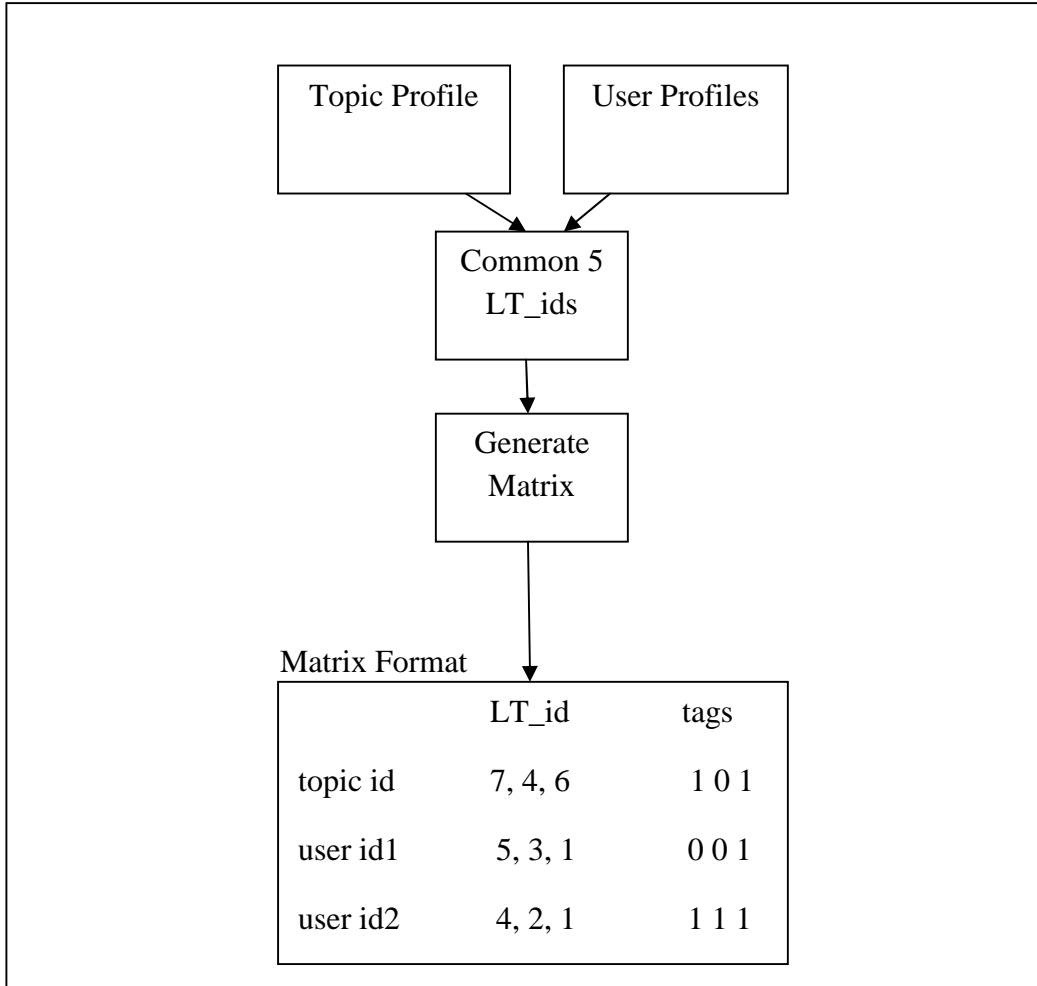 Topic Profile
User Profiles
Common 5
LT_ids
Generate
Matrix
Matrix Format
LT_id tags
topic id 7, 4, 6 1 0 1
user id1 5, 3, 1 0 0 1
user id2 4, 2, 1 1 1 1